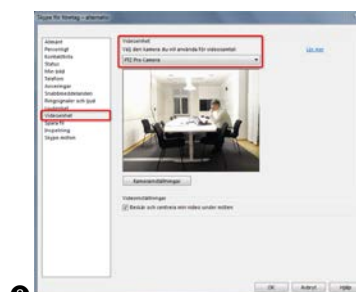 Skype för företag - alternativ
Allmänt
Personligt
Kontaktlista
Status
Min bild
Telefoni
Aviseringar
Snabbmeddelanden
Ringsignaler och ljud
Ljudenhet
Videoenhet
Spara fil
Inspelning
Skype-möten
Videoenhet
Välj den kamera du vill använda för videosamtal:
Läs mer
PTZ Pro Camera
Kamerainställningar
Videoinställningar
Beskär och centrera min video under möten
OK
Avbryt
Hjälp